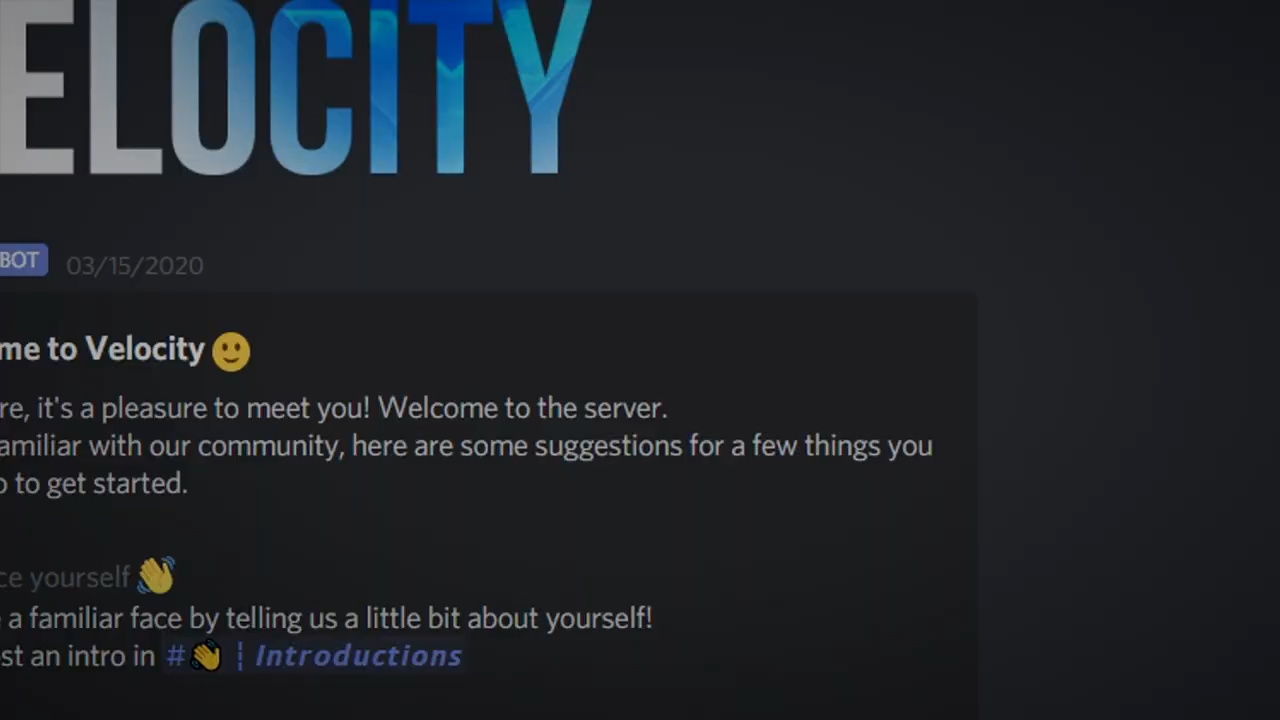 ELOCITY
BOT 03/15/2020
me to Velocity 🙂
re, it's a pleasure to meet you! Welcome to the server.
amiliar with our community, here are some suggestions for a few things you
o to get started.
ce yourself 👋
a familiar face by telling us a little bit about yourself!
st an intro in #👋┆Introductions